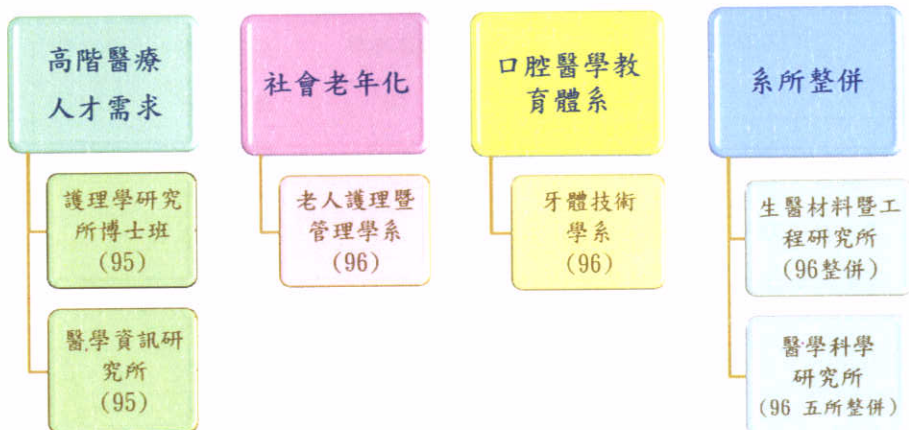 高階醫療
人才需求
護理學研究
所博士班
(95)
醫學資訊研
究所
(95)
社會老年化
老人護理暨
管理學系
(96)
口腔醫學教
育體系
牙體技術
學系
(96)
系所整併
生醫材料暨工
程研究所
(96整併)
醫學科學
研究所
(96 五所整併)